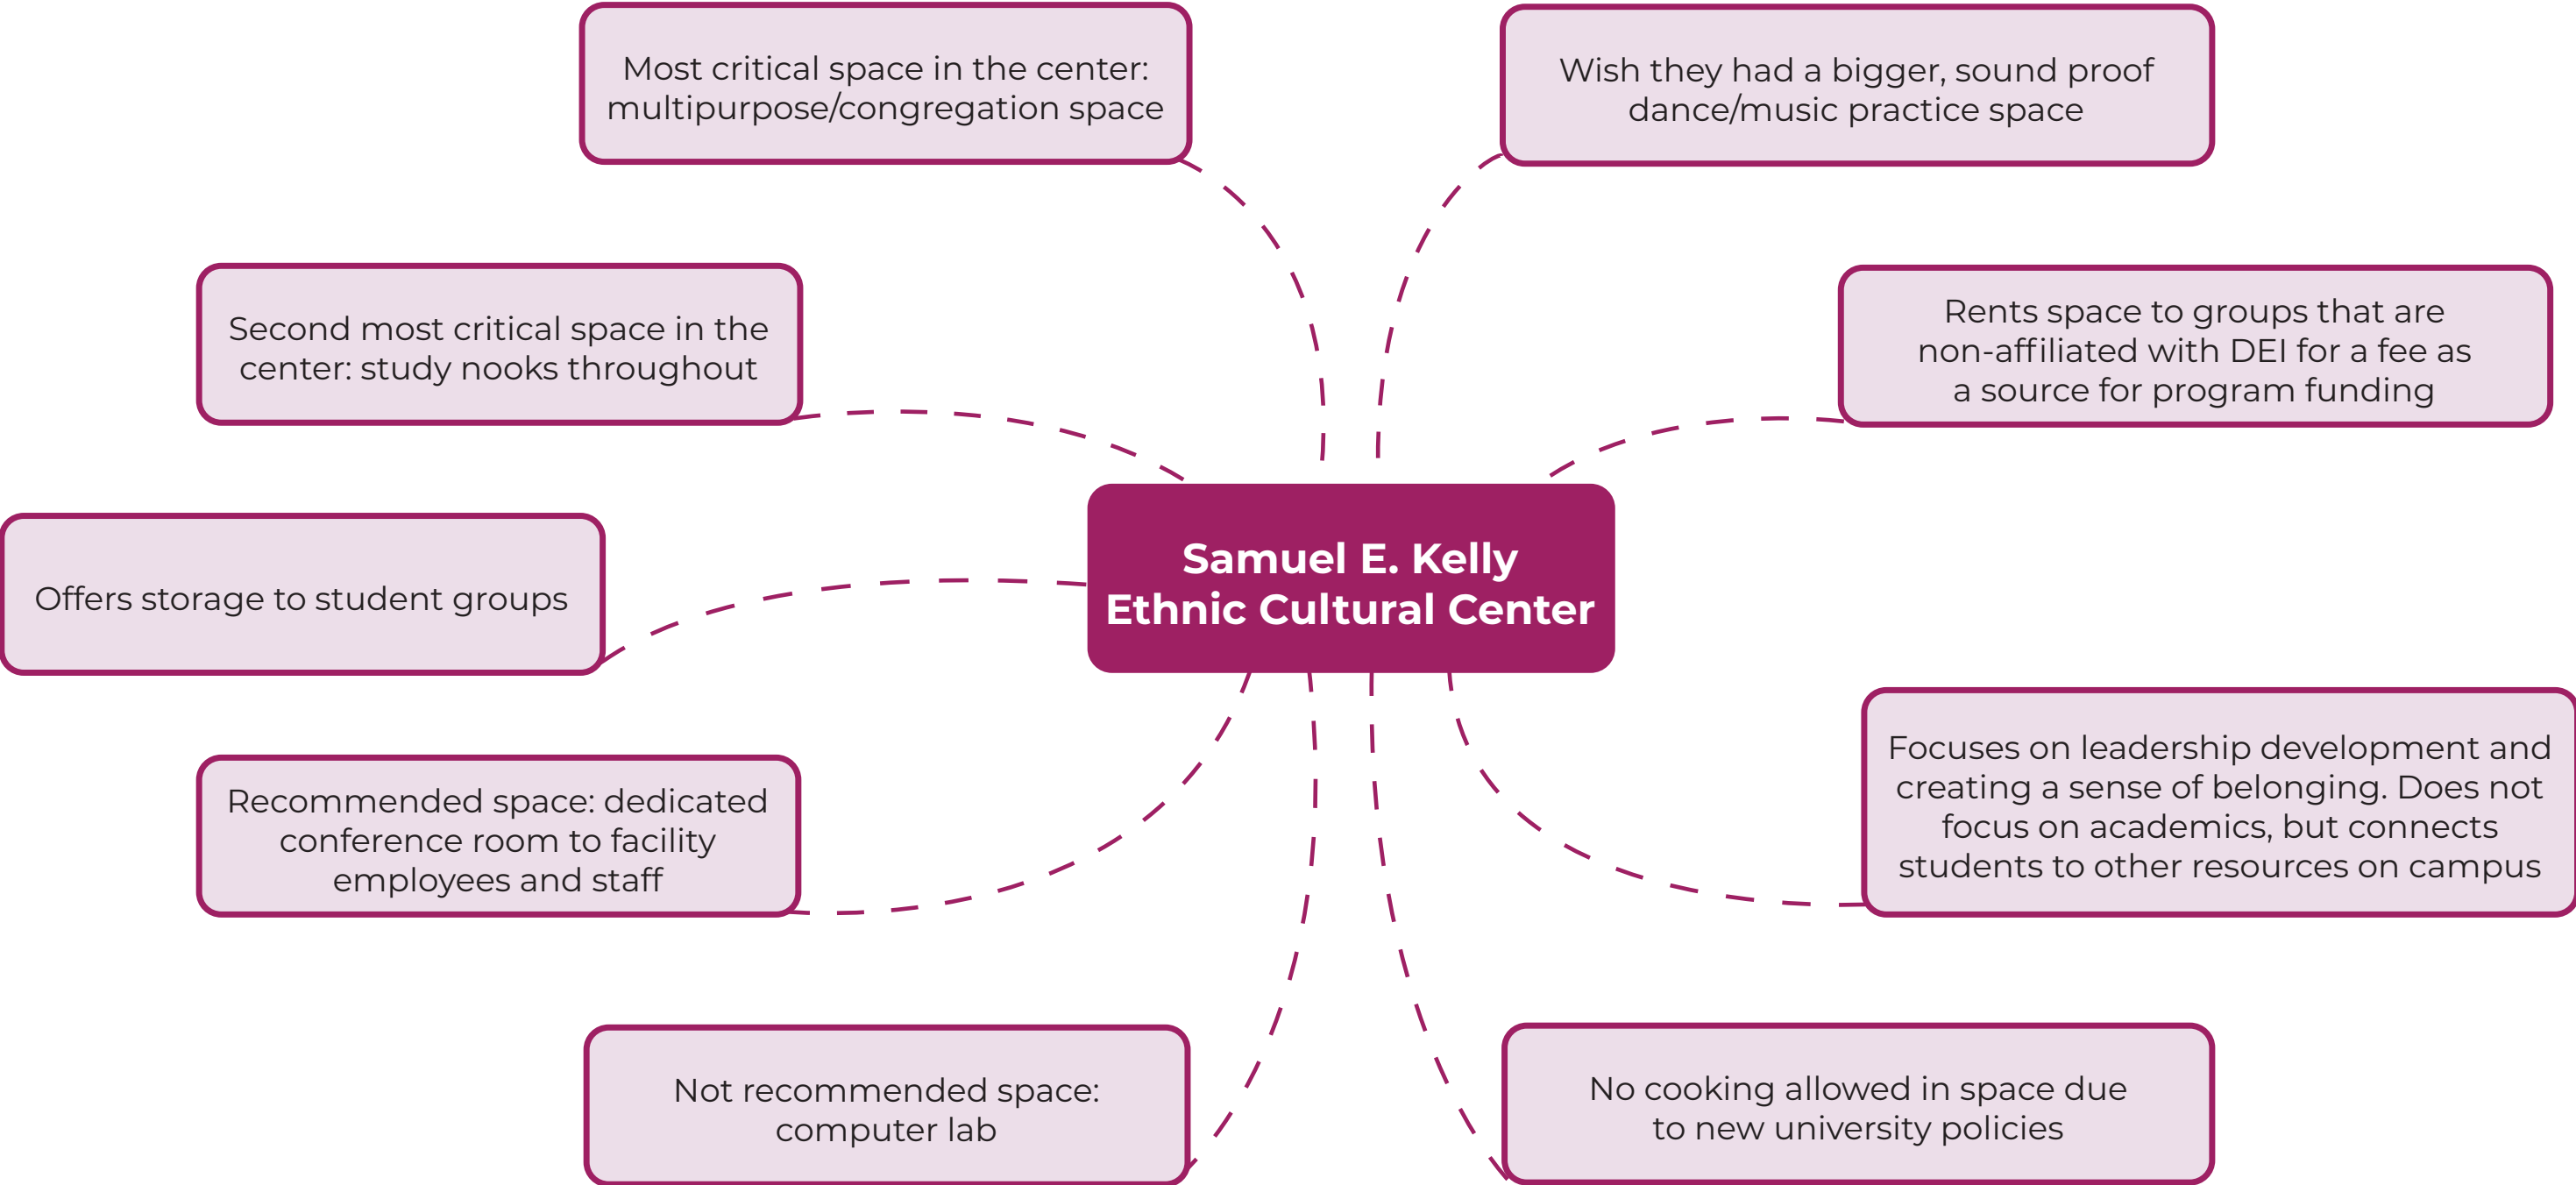 Most critical space in the center:
multipurpose/congregation space
Wish they had a bigger, sound proof
dance/music practice space
Second most critical space in the
center: study nooks throughout
Rents space to groups that are
non-affiliated with DEI for a fee as
a source for program funding
Samuel E. Kelly
Ethnic Cultural Center
Offers storage to student groups
Recommended space: dedicated
conference room to facility
employees and staff
Focuses on leadership development and
creating a sense of belonging. Does not
focus on academics, but connects
students to other resources on campus
Not recommended space:
computer lab
No cooking allowed in space due
to new university policies